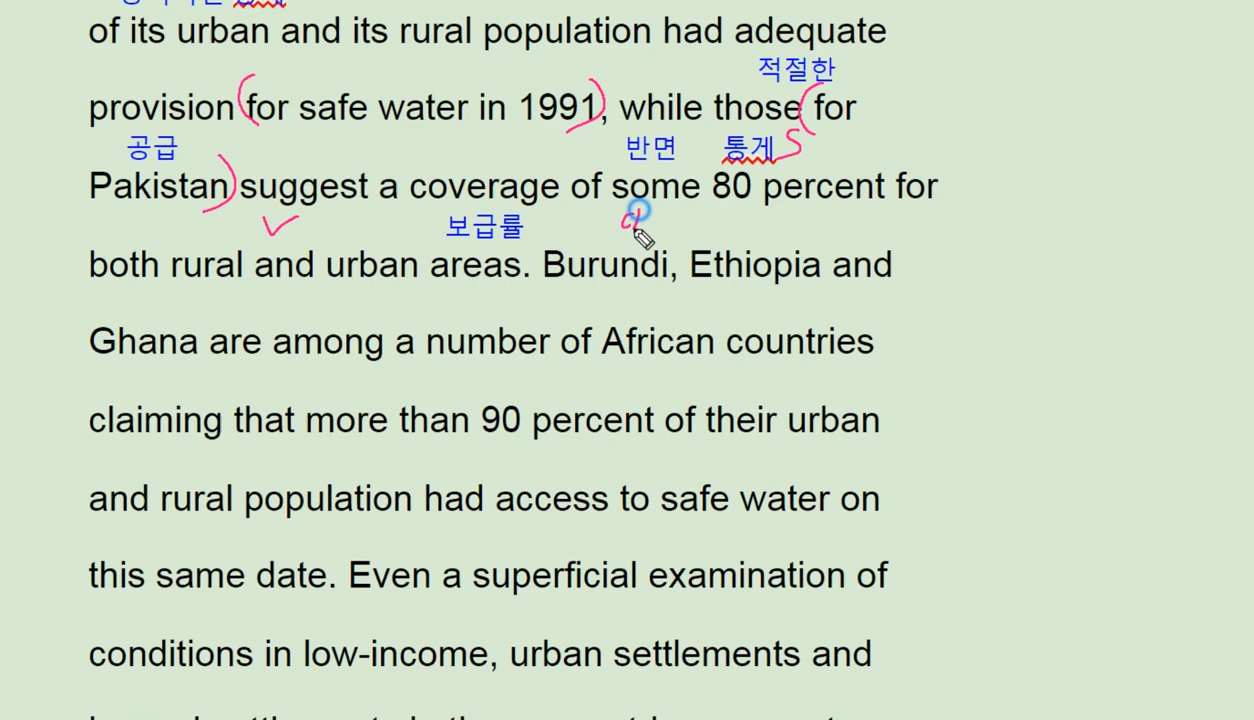 of its urban and its rural population had adequate
적절한
provision for safe water in 1991, while those for
공급 반면 통게 S
Pakistan suggest a coverage of some 80 percent for
보급률
both rural and urban areas. Burundi, Ethiopia and
Ghana are among a number of African countries
claiming that more than 90 percent of their urban
and rural population had access to safe water on
this same date. Even a superficial examination of
conditions in low-income, urban settlements and